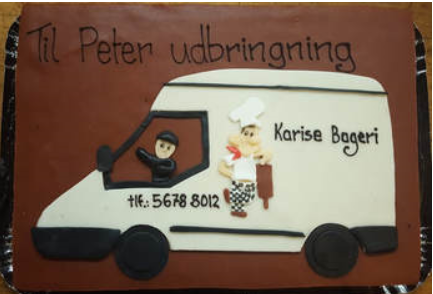 Til Peter udbringning
Karise Bageri
tlf.: 5678 8012